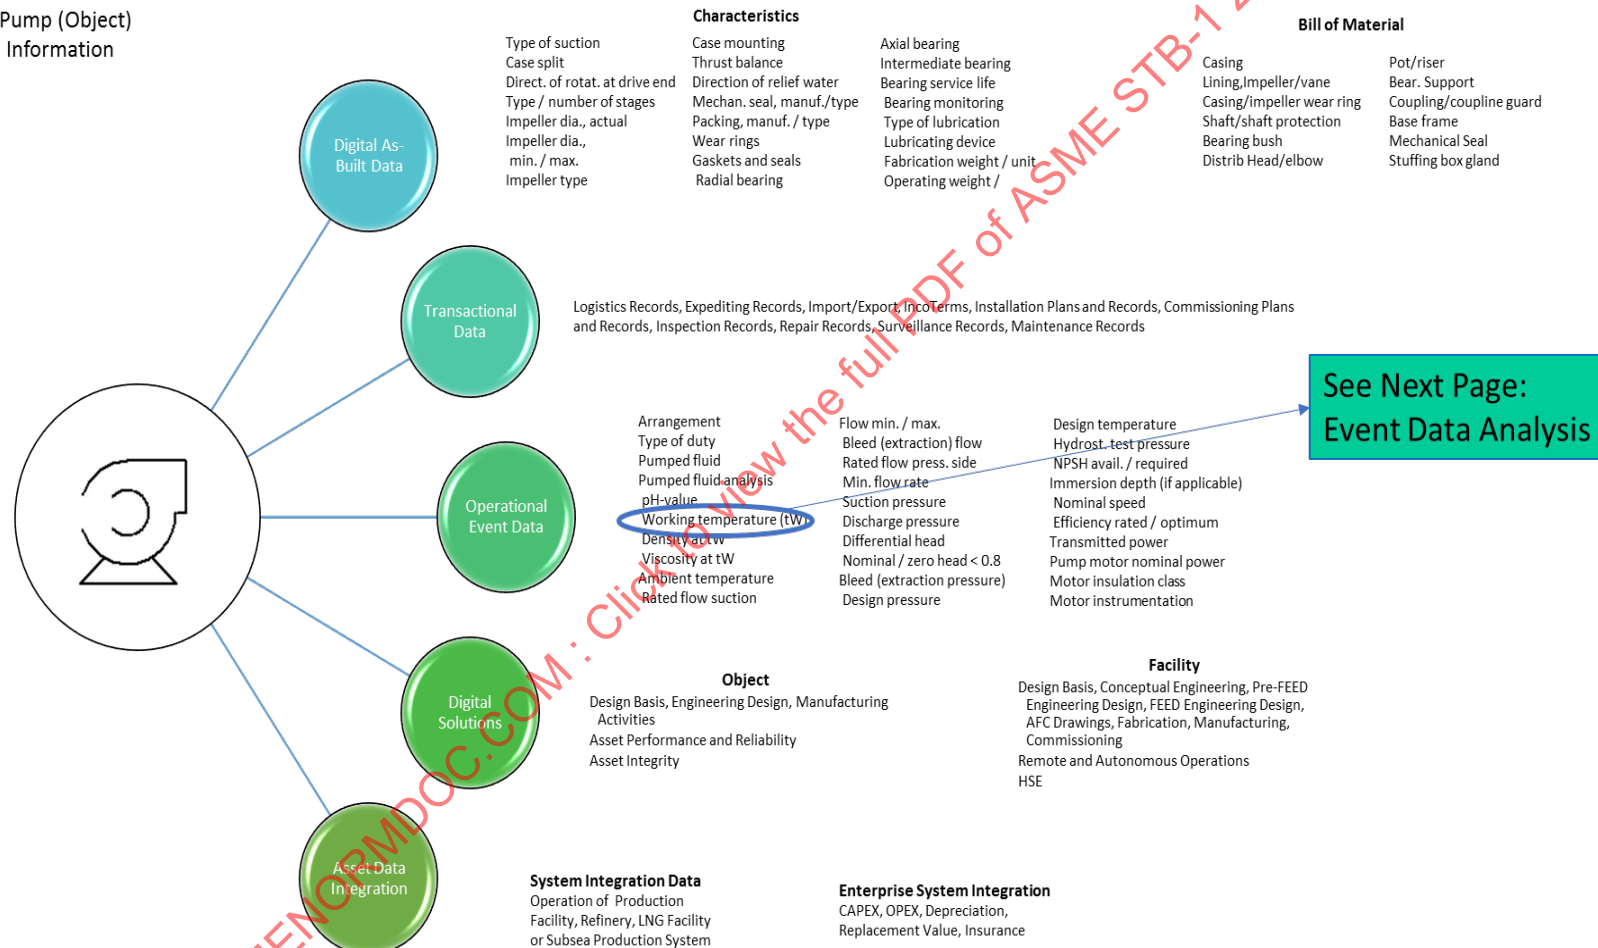 Pump (Object)
Information
Characteristics
Type of suction
Case split
Direct. of rotat. at drive end
Type / number of stages
Impeller dia., actual
Impeller dia.,
min. / max.
Impeller type
Case mounting
Thrust balance
Direction of relief water
Mechan. seal, manuf./type
Packing, manuf. / type
Wear rings
Gaskets and seals
Radial bearing
Axial bearing
Intermediate bearing
Bearing service life
Bearing monitoring
Type of lubrication
Lubricating device
Fabrication weight / unit
Operating weight /
Bill of Material
Casing
Lining,Impeller/vane
Casing/impeller wear ring
Shaft/shaft protection
Bearing bush
Distrib Head/elbow
Pot/riser
Bear. Support
Coupling/coupline guard
Base frame
Mechanical Seal
Stuffing box gland
Digital As-
Built Data
Transactional
Data
Logistics Records, Expediting Records, Import/Export, IncoTerms, Installation Plans and Records, Commissioning Plans
and Records, Inspection Records, Repair Records, Surveillance Records, Maintenance Records
See Next Page:
Event Data Analysis
Operational
Event Data
Arrangement
Type of duty
Pumped fluid
Pumped fluid analysis
pH-value
Working temperature (tW)
Density at tW
Viscosity at tW
Ambient temperature
Rated flow suction
Flow min. / max.
Bleed (extraction) flow
Rated flow press. side
Min. flow rate
Suction pressure
Discharge pressure
Differential head
Nominal / zero head < 0.8
Bleed (extraction pressure)
Design pressure
Design temperature
Hydrost. test pressure
NPSH avail. / required
Immersion depth (if applicable)
Nominal speed
Efficiency rated / optimum
Transmitted power
Pump motor nominal power
Motor insulation class
Motor instrumentation
Digital
Solutions
Object
Design Basis, Engineering Design, Manufacturing
Activities
Asset Performance and Reliability
Asset Integrity
Facility
Design Basis, Conceptual Engineering, Pre-FEED
Engineering Design, FEED Engineering Design,
AFC Drawings, Fabrication, Manufacturing,
Commissioning
Remote and Autonomous Operations
HSE
Asset Data
Integration
System Integration Data
Operation of Production
Facility, Refinery, LNG Facility
or Subsea Production System
Enterprise System Integration
CAPEX, OPEX, Depreciation,
Replacement Value, Insurance
ENORMDOC.COM : Click to view the full PDF of ASME STB-1